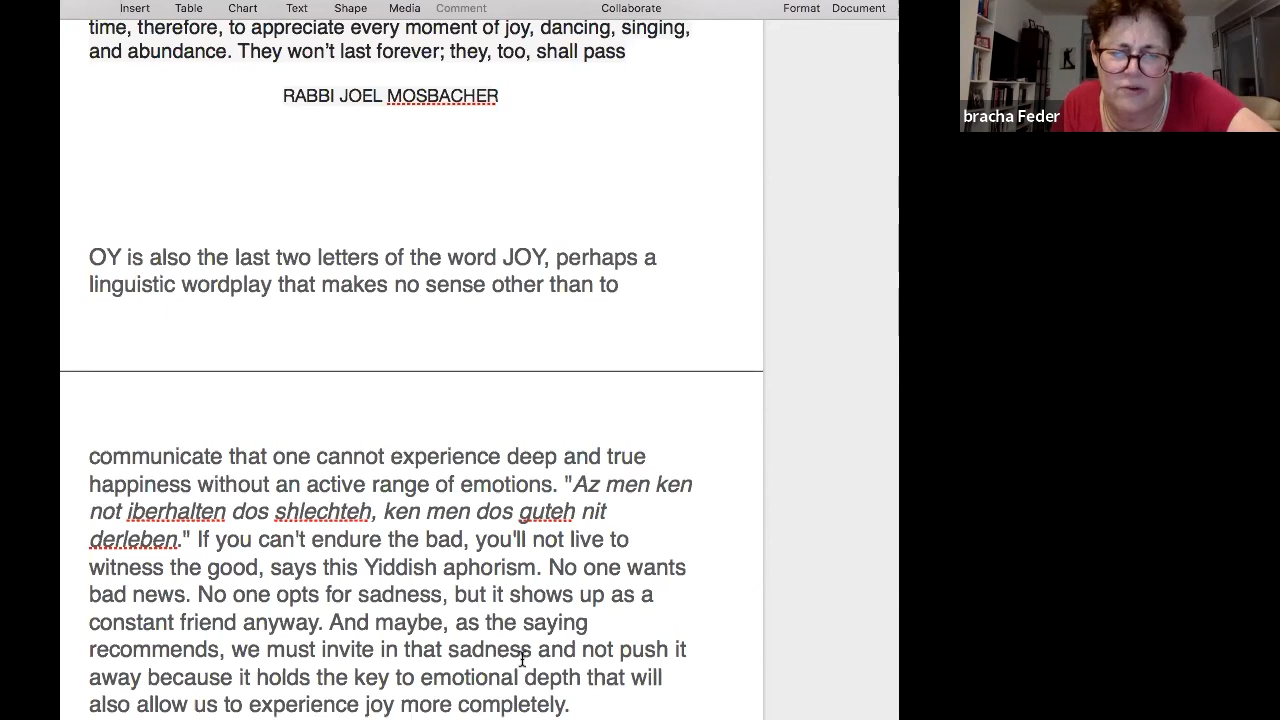 Insert Table Chart Text Shape Media Comment Collaborate Format Document
time, therefore, to appreciate every moment of joy, dancing, singing,
and abundance. They won’t last forever; they, too, shall pass
RABBI JOEL MOSBACHER
bracha Feder
OY is also the last two letters of the word JOY, perhaps a
linguistic wordplay that makes no sense other than to
communicate that one cannot experience deep and true
happiness without an active range of emotions. "Az men ken
not iberhalten dos shlechteh, ken men dos guteh nit
derleben." If you can't endure the bad, you'll not live to
witness the good, says this Yiddish aphorism. No one wants
bad news. No one opts for sadness, but it shows up as a
constant friend anyway. And maybe, as the saying
recommends, we must invite in that sadness and not push it
away because it holds the key to emotional depth that will
also allow us to experience joy more completely.